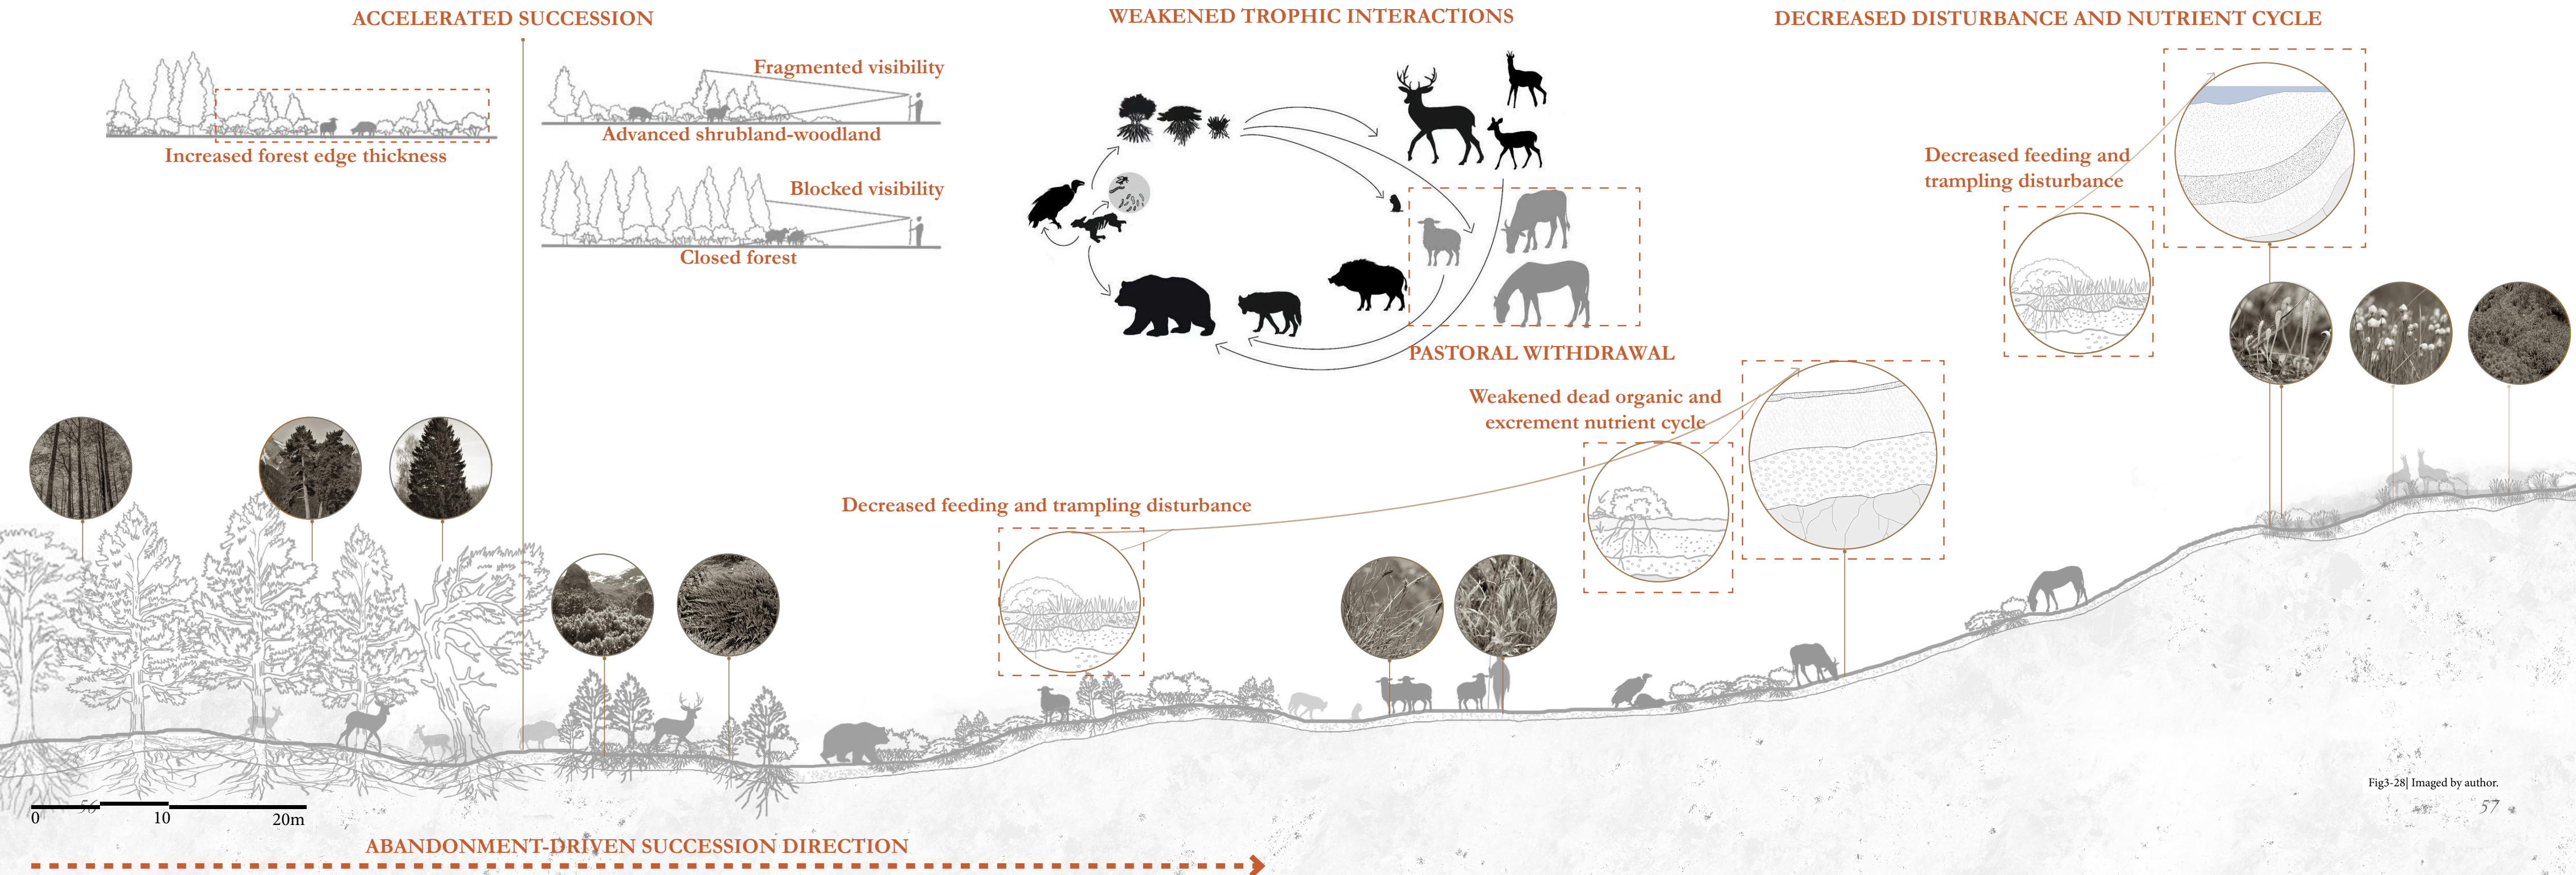 ACCELERATED SUCCESSION
Fragmented visibility
Advanced shrubland-woodland
Increased forest edge thickness
Blocked visibility
Closed forest
WEAKENED TROPHIC INTERACTIONS
PASTORAL WITHDRAWAL
DECREASED DISTURBANCE AND NUTRIENT CYCLE
Decreased feeding and
trampling disturbance
Weakened dead organic and
excrement nutrient cycle
Decreased feeding and trampling disturbance
56
0
10
20m
ABANDONMENT-DRIVEN SUCCESSION DIRECTION
Fig3-28| Imaged by author.
57